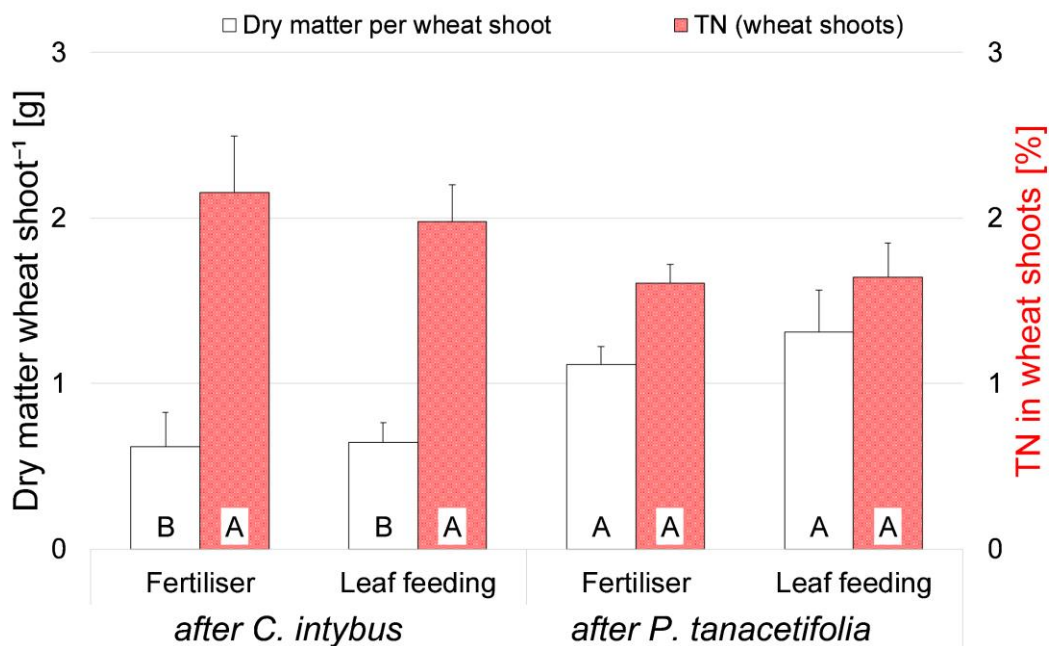 Dry matter per wheat shoot TN (wheat shoots)
Dry matter wheat shoot⁻¹ [g]
3
2
1
0
3
2
1
0
TN in wheat shoots [%]
B A B A A A A A
Fertiliser Leaf feeding Fertiliser Leaf feeding
after C. intybus after P. tanacetifolia